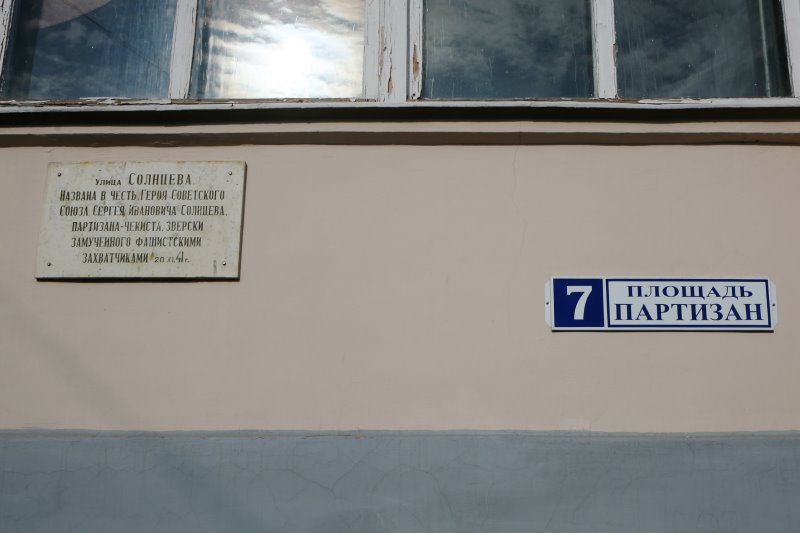 улица СОЛНЦЕВА.
НАЗВАНА В ЧЕСТЬ ГЕРОЯ СОВЕТСКОГО
СОЮЗА СЕРГЕЯ ИВАНОВИЧА СОЛНЦЕВА,
ПАРТИЗАНА-ЧЕКИСТА, ЗВЕРСКИ
ЗАМУЧЕННОГО ФАШИСТСКИМИ
ЗАХВАТЧИКАМИ 20 XI.41 г.
7
ПЛОЩАДЬ
ПАРТИЗАН